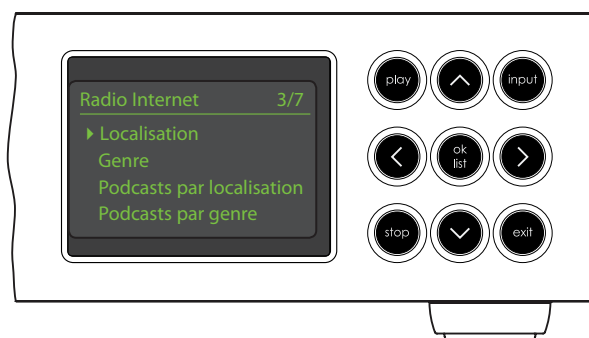 Radio Internet 3/7
Localisation
Genre
Podcasts par localisation
Podcasts par genre
play
input
ok
list
stop
exit